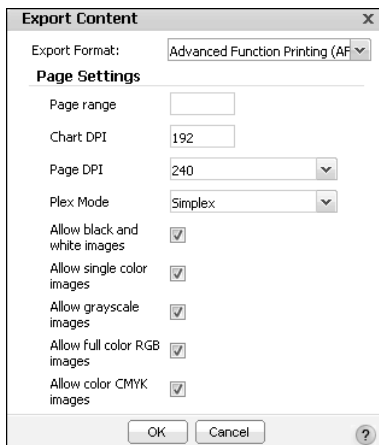 Export Content x
Export Format: Advanced Function Printing (AF
Page Settings
Page range
Chart DPI 192
Page DPI 240
Plex Mode Simplex
Allow black and
white images
Allow single color
images
Allow grayscale
images
Allow full color RGB
images
Allow color CMYK
images
OK Cancel ?